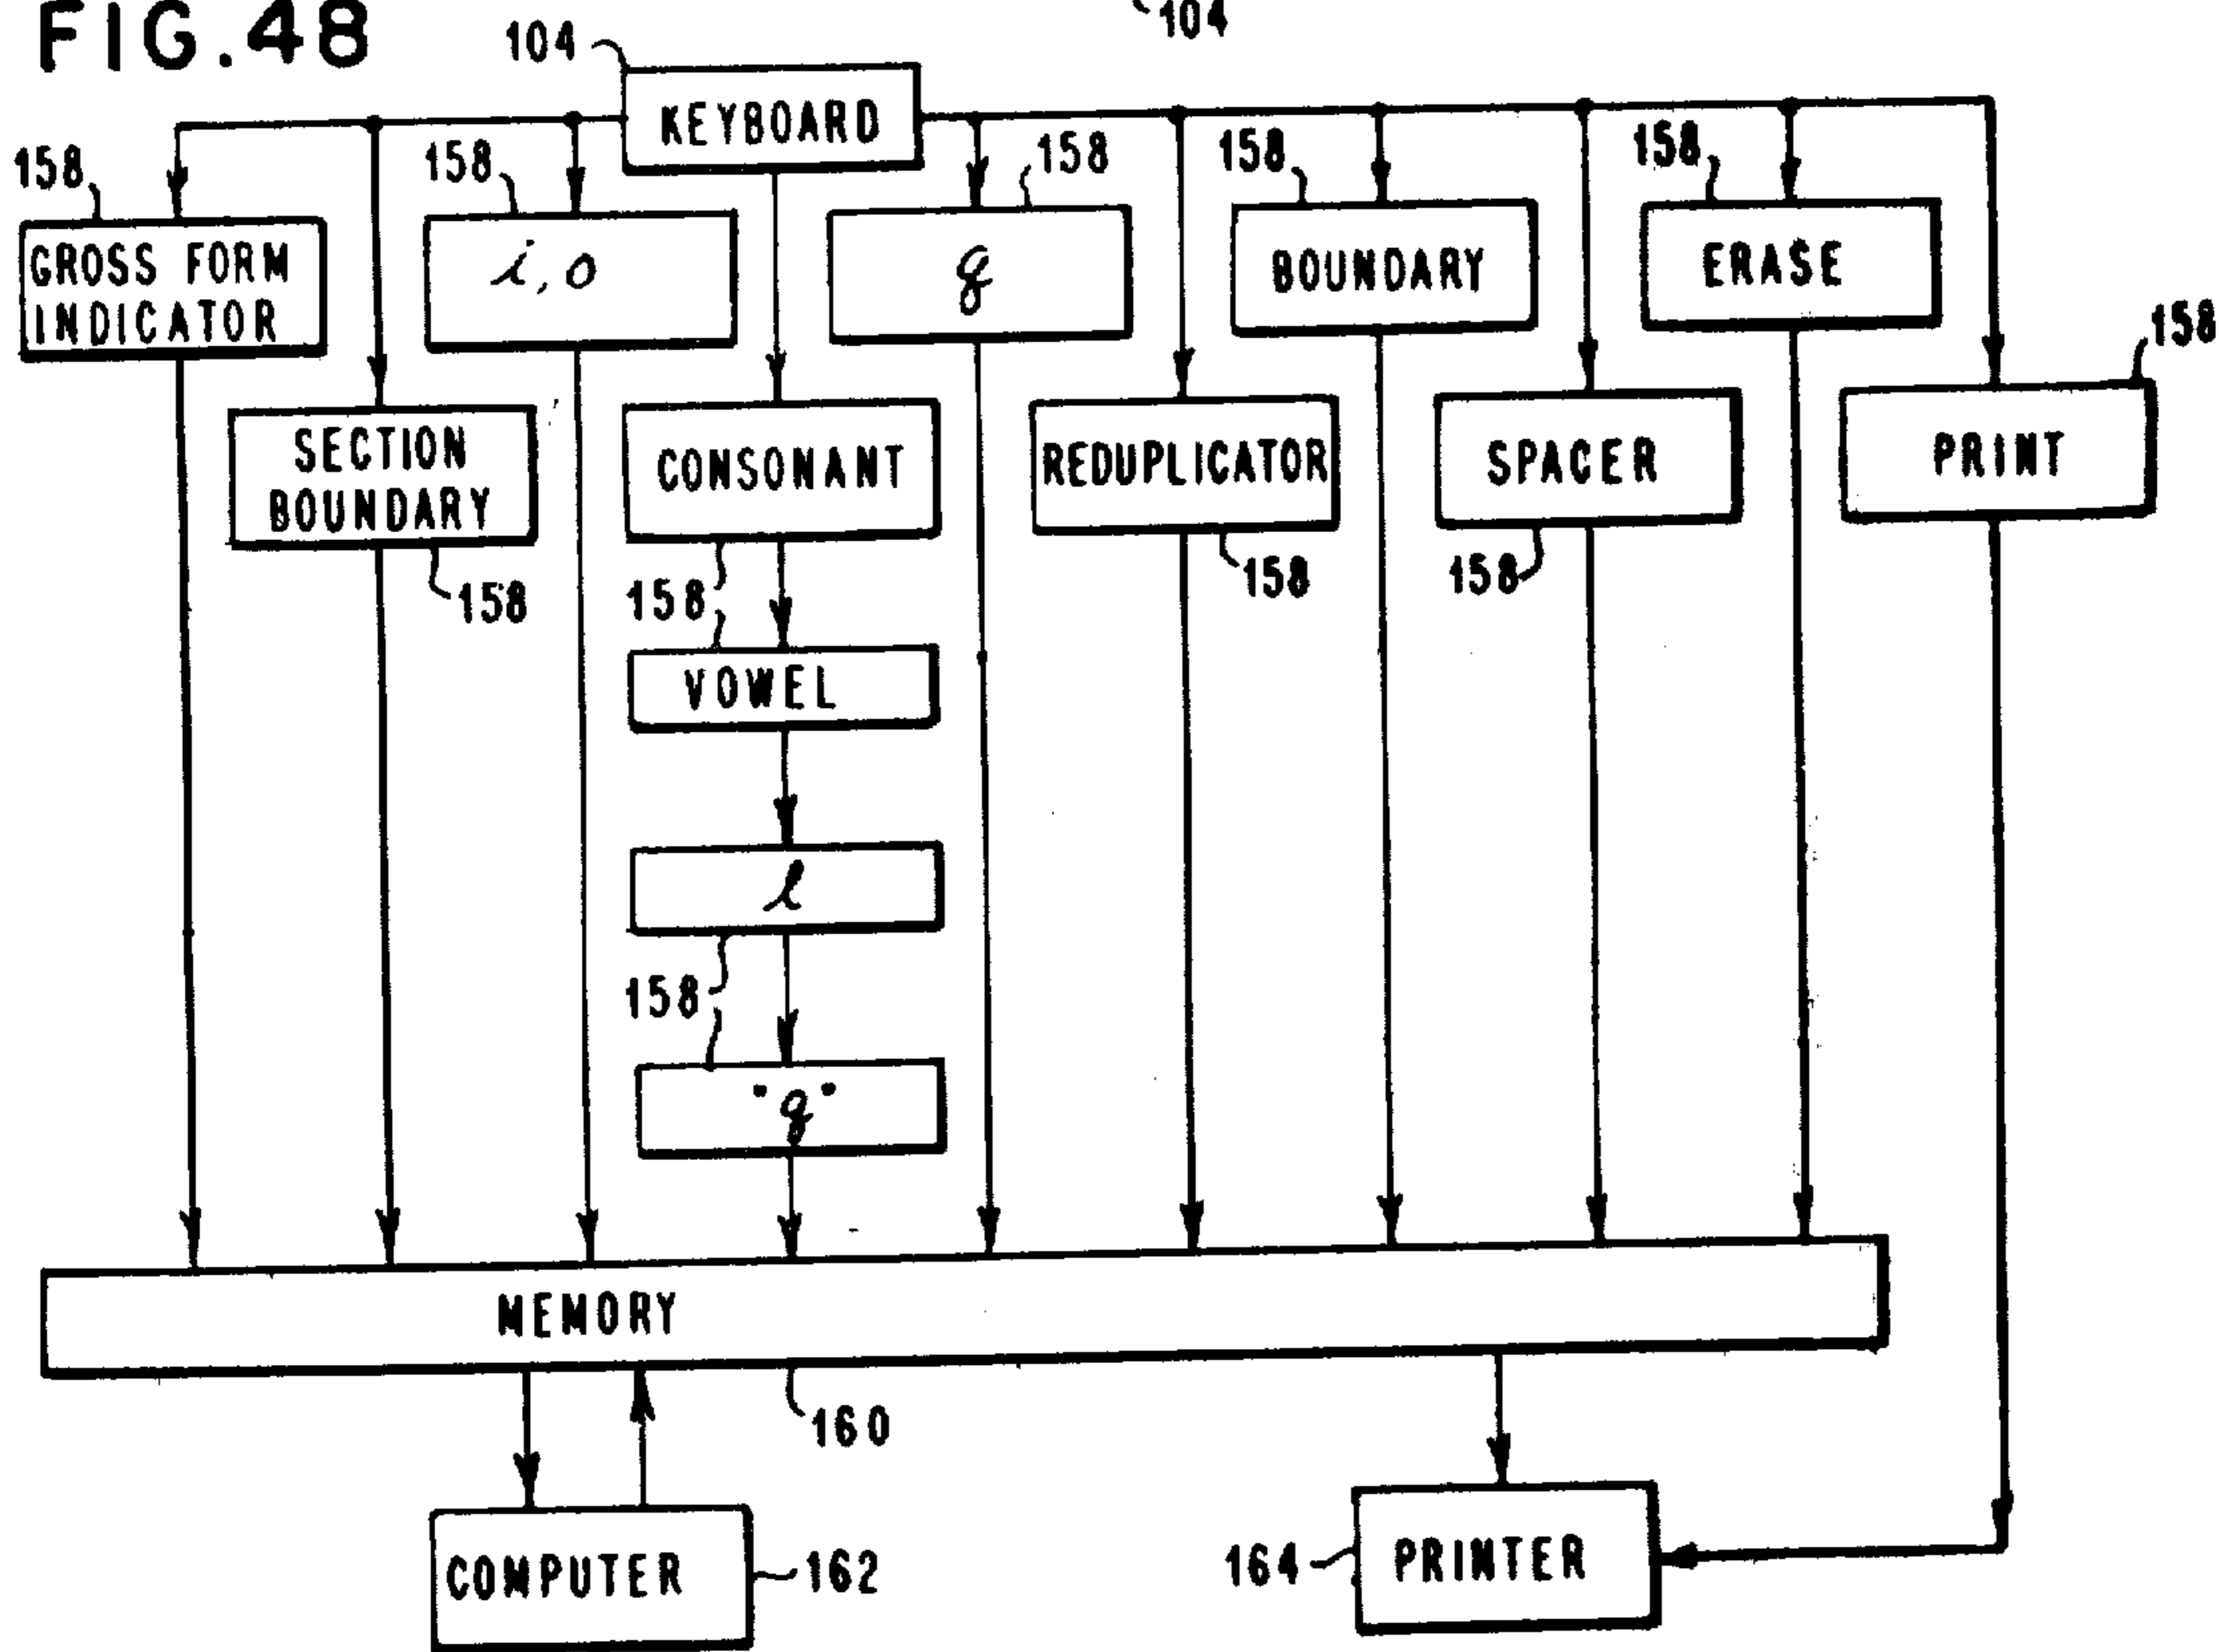 FIG.48
104
104
KEYBOARD
158
158
158
158
158
GROSS FORM
INDICATOR
i, o
g
BOUNDARY
ERASE
158
SECTION
BOUNDARY
CONSONANT
REDUPLICATOR
SPACER
PRINT
158
158
158
158
VOWEL
l
158
"g"
MEMORY
160
COMPUTER
162
164
PRINTER